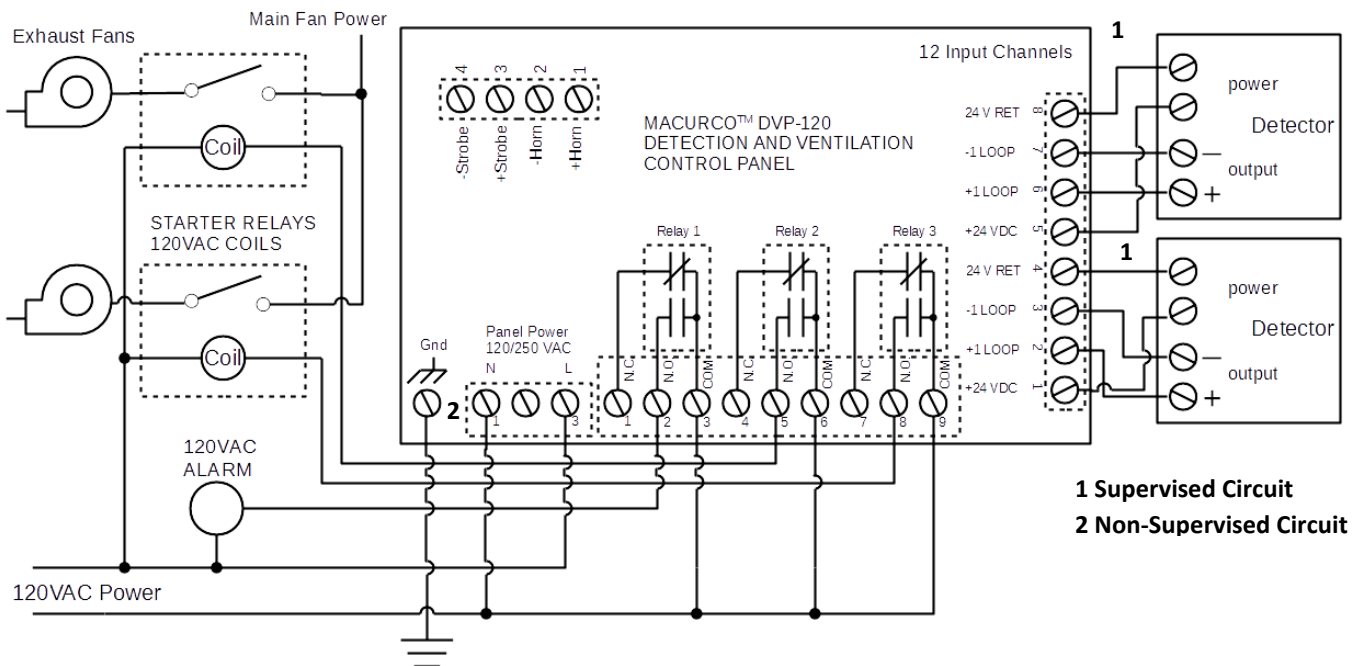 Main Fan Power
Exhaust Fans
Coil
STARTER RELAYS
120VAC COILS
Coil
120VAC
ALARM
120VAC Power
4
3
2
1
-Strobe
+Strobe
-Horn
+Horn
MACURCO™ DVP-120
DETECTION AND VENTILATION
CONTROL PANEL
12 Input Channels
Relay 1
Relay 2
Relay 3
Gnd
Panel Power
120/250 VAC
N
L
2
1
3
N.C.
N.O
COM
N.C.
N.O
COM
N.C.
N.O
COM
1
2
3
4
5
6
7
8
9
24 V RET
8
-1 LOOP
7
+1 LOOP
6
+24 VDC
5
24 V RET
4
-1 LOOP
3
+1 LOOP
2
+24 VDC
1
1
power
Detector
–
output
+
1
power
Detector
–
output
+
1 Supervised Circuit
2 Non-Supervised Circuit